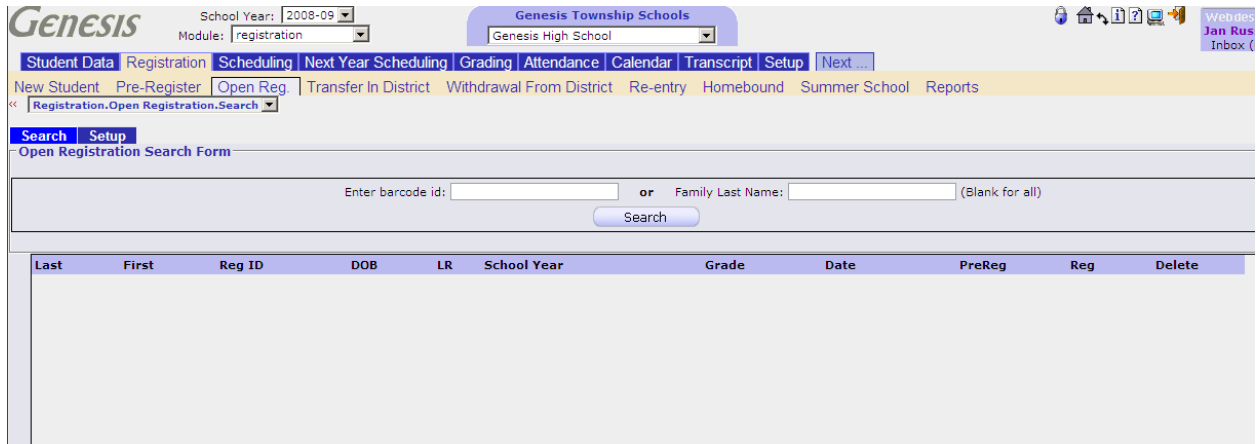 Genesis
School Year: 2008-09
Genesis Township Schools
Module: registration
Genesis High School
Jan Rus
Inbox (
Student Data Registration Scheduling Next Year Scheduling Grading Attendance Calendar Transcript Setup Next ...
New Student Pre-Register Open Reg. Transfer In District Withdrawal From District Re-entry Homebound Summer School Reports
<< Registration.Open Registration.Search
Search Setup
Open Registration Search Form
Enter barcode id: or Family Last Name: (Blank for all)
Search
Last First Reg ID DOB LR School Year Grade Date PreReg Reg Delete